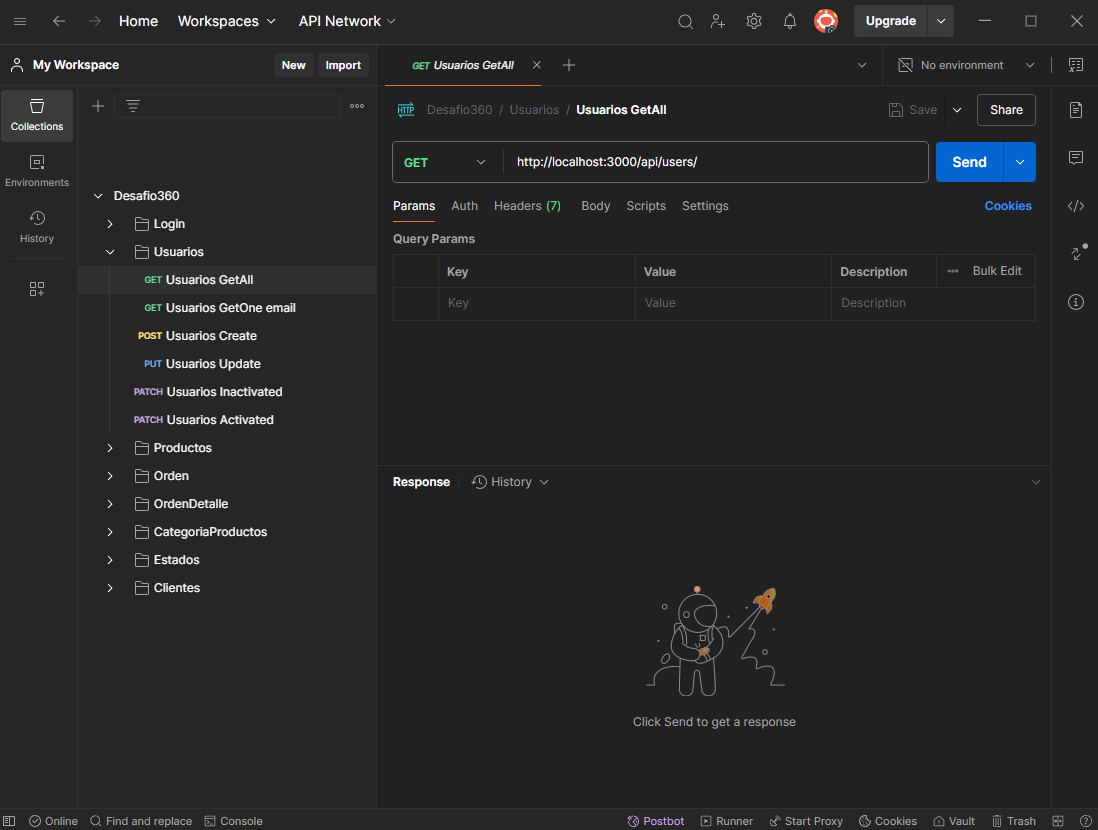 Home Workspaces API Network Upgrade
My Workspace New Import GET Usuarios GetAll No environment
Collections
Environments
History
Desafio360
Login
Usuarios
GET Usuarios GetAll
GET Usuarios GetOne email
POST Usuarios Create
PUT Usuarios Update
PATCH Usuarios Inactivated
PATCH Usuarios Activated
Productos
Orden
OrdenDetalle
CategoriaProductos
Estados
Clientes
HTTP Desafio360 / Usuarios / Usuarios GetAll Save Share
GET http://localhost:3000/api/users/ Send
Params Auth Headers (7) Body Scripts Settings Cookies
Query Params
Key Value Description Bulk Edit
Key Value Description
Response History
Click Send to get a response
Online Find and replace Console Postbot Runner Start Proxy Cookies Vault Trash